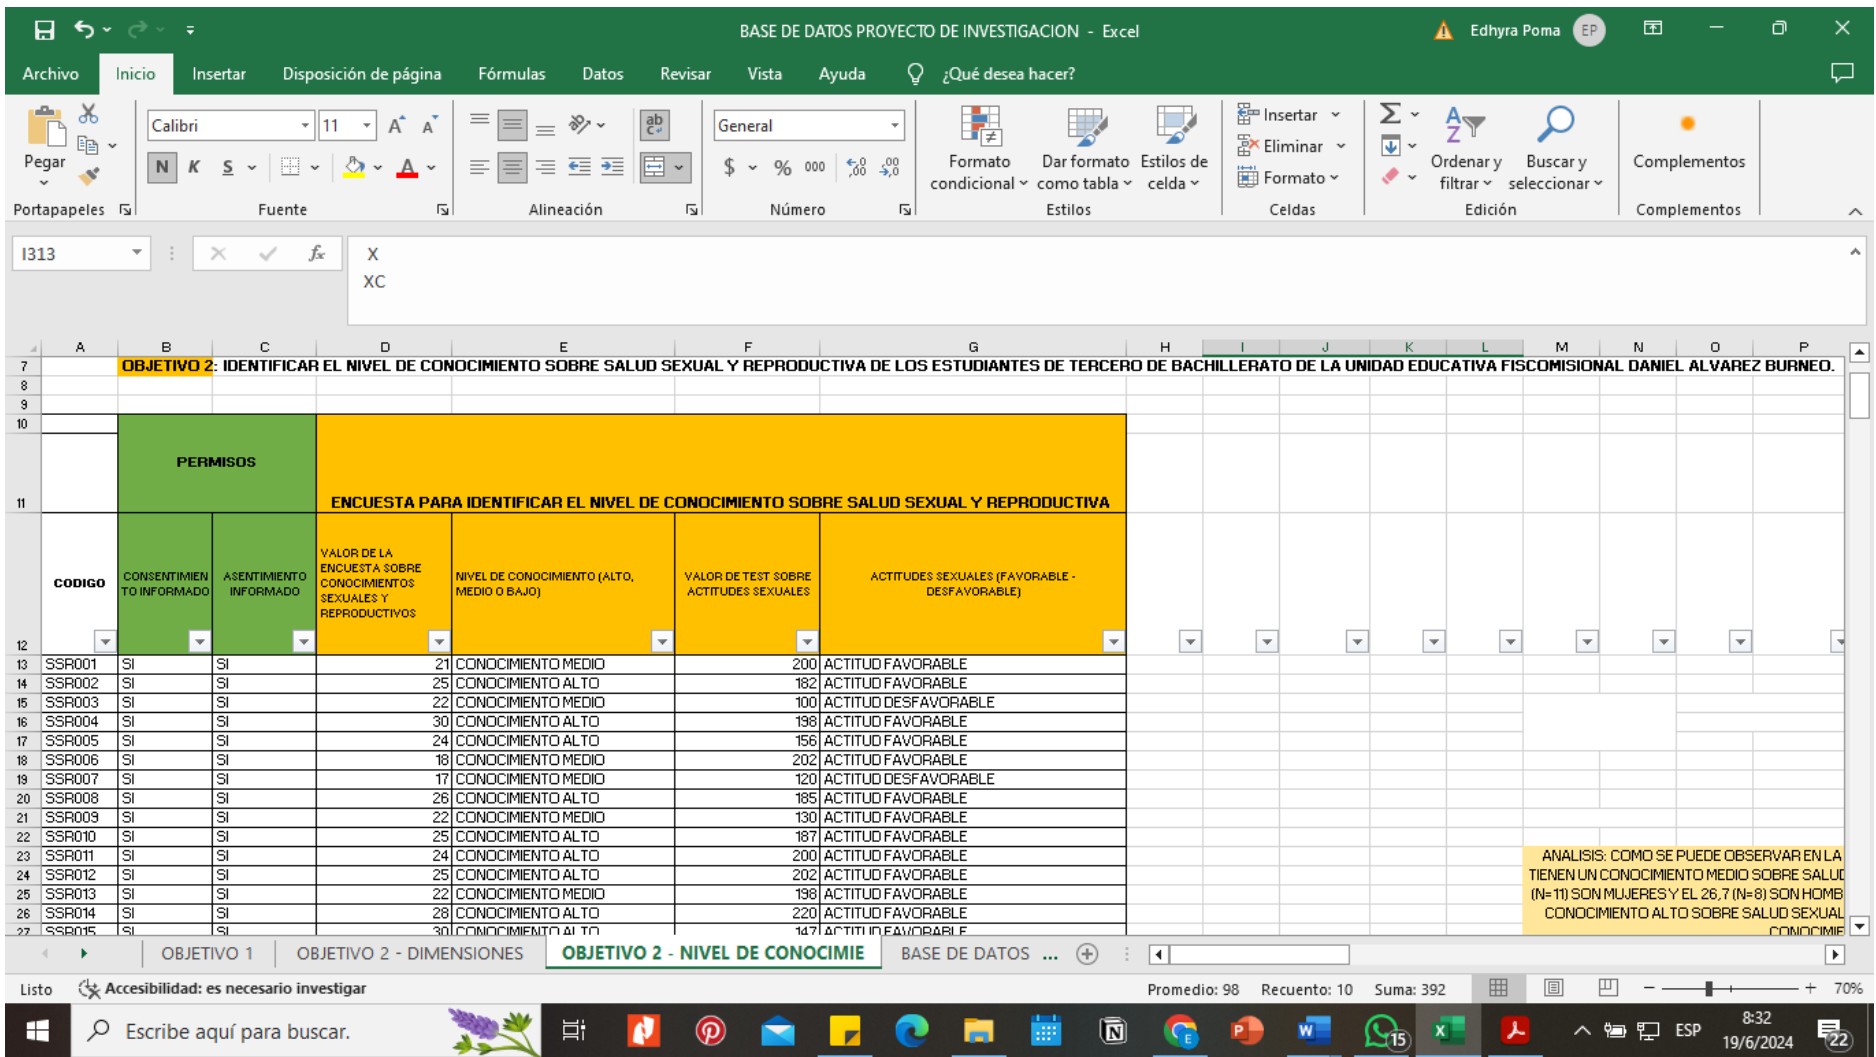 BASE DE DATOS PROYECTO DE INVESTIGACION - Excel
Edhyra Poma EP
Archivo Inicio Insertar Disposición de página Fórmulas Datos Revisar Vista Ayuda ¿Qué desea hacer?
Pegar
Portapapeles
Calibri 11
N K S
Fuente
Alineación
General
$ % 000
Número
Formato condicional
Dar formato como tabla
Estilos de celda
Estilos
Insertar
Eliminar
Formato
Celdas
Ordenar y filtrar
Buscar y seleccionar
Edición
Complementos
Complementos
I313 fx X
XC
A B C D E F G H I J K L M N O P
7 OBJETIVO 2: IDENTIFICAR EL NIVEL DE CONOCIMIENTO SOBRE SALUD SEXUAL Y REPRODUCTIVA DE LOS ESTUDIANTES DE TERCERO DE BACHILLERATO DE LA UNIDAD EDUCATIVA FISCOMISIONAL DANIEL ALVAREZ BURNEO.
8
9
10
PERMISOS
11 ENCUESTA PARA IDENTIFICAR EL NIVEL DE CONOCIMIENTO SOBRE SALUD SEXUAL Y REPRODUCTIVA
CODIGO
CONSENTIMIEN
TO INFORMADO
ASENTIMIENTO
INFORMADO
VALOR DE LA
ENCUESTA SOBRE
CONOCIMIENTOS
SEXUALES Y
REPRODUCTIVOS
NIVEL DE CONOCIMIENTO (ALTO,
MEDIO O BAJO)
VALOR DE TEST SOBRE
ACTITUDES SEXUALES
ACTITUDES SEXUALES (FAVORABLE -
DESFAVORABLE)
12
13 SSR001 SI SI 21 CONOCIMIENTO MEDIO 200 ACTITUD FAVORABLE
14 SSR002 SI SI 25 CONOCIMIENTO ALTO 182 ACTITUD FAVORABLE
15 SSR003 SI SI 22 CONOCIMIENTO MEDIO 100 ACTITUD DESFAVORABLE
16 SSR004 SI SI 30 CONOCIMIENTO ALTO 198 ACTITUD FAVORABLE
17 SSR005 SI SI 24 CONOCIMIENTO ALTO 156 ACTITUD FAVORABLE
18 SSR006 SI SI 18 CONOCIMIENTO MEDIO 202 ACTITUD FAVORABLE
19 SSR007 SI SI 17 CONOCIMIENTO MEDIO 120 ACTITUD DESFAVORABLE
20 SSR008 SI SI 26 CONOCIMIENTO ALTO 185 ACTITUD FAVORABLE
21 SSR009 SI SI 22 CONOCIMIENTO MEDIO 130 ACTITUD FAVORABLE
22 SSR010 SI SI 25 CONOCIMIENTO ALTO 187 ACTITUD FAVORABLE
23 SSR011 SI SI 24 CONOCIMIENTO ALTO 200 ACTITUD FAVORABLE
24 SSR012 SI SI 25 CONOCIMIENTO ALTO 202 ACTITUD FAVORABLE
25 SSR013 SI SI 22 CONOCIMIENTO MEDIO 198 ACTITUD FAVORABLE
26 SSR014 SI SI 28 CONOCIMIENTO ALTO 220 ACTITUD FAVORABLE
27 SSR015 SI SI 30 CONOCIMIENTO ALTO 147 ACTITUD FAVORABLE
ANALISIS: COMO SE PUEDE OBSERVAR EN LA
TIENEN UN CONOCIMIENTO MEDIO SOBRE SALUD
(N=11) SON MUJERES Y EL 26,7 (N=8) SON HOMB
CONOCIMIENTO ALTO SOBRE SALUD SEXUAL
CONOCIMIE
OBJETIVO 1 OBJETIVO 2 - DIMENSIONES OBJETIVO 2 - NIVEL DE CONOCIMIE BASE DE DATOS ...
Listo Accesibilidad: es necesario investigar Promedio: 98 Recuento: 10 Suma: 392 70%
Escribe aquí para buscar.
15
ESP
8:32
19/6/2024
22